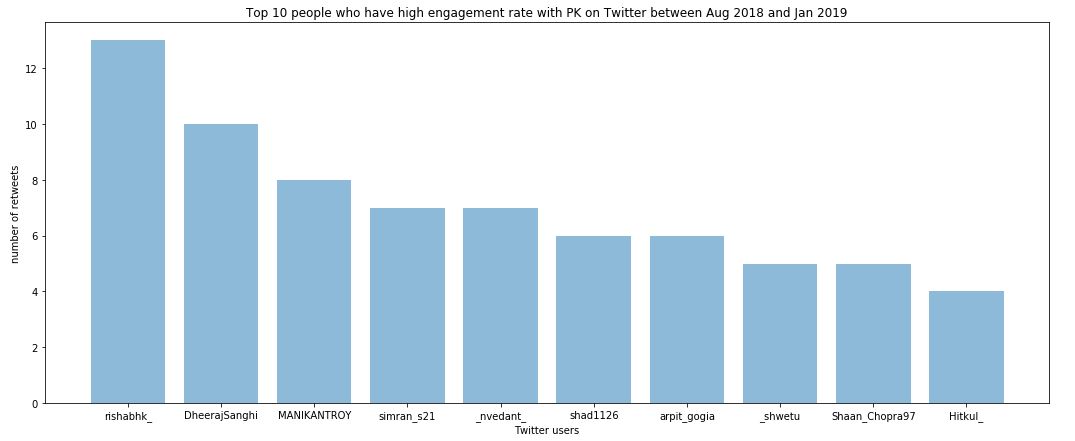 Top 10 people who have high engagement rate with PK on Twitter between Aug 2018 and Jan 2019
number of retweets
12
10
8
6
4
2
0
rishabhk_ DheerajSanghi MANIKANTROY simran_s21 _nvedant_ shad1126 arpit_gogia _shwetu Shaan_Chopra97 Hitkul_
Twitter users